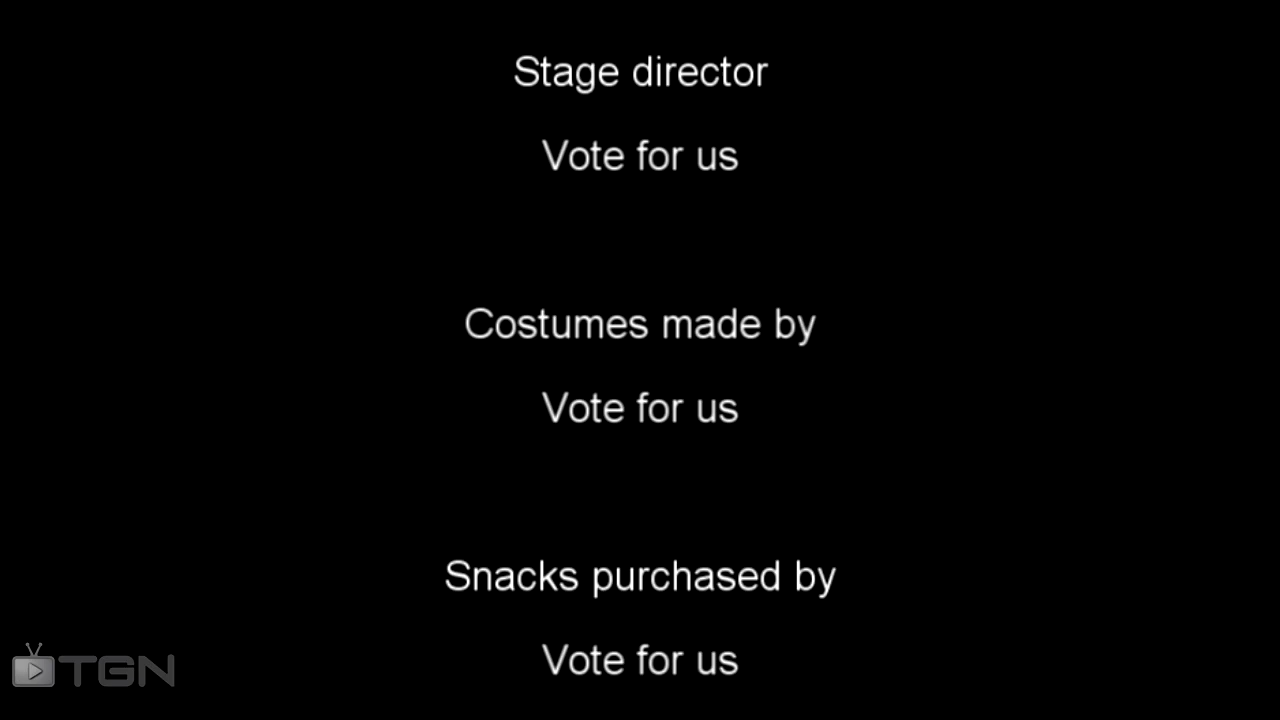 Stage director
Vote for us
Costumes made by
Vote for us
Snacks purchased by
Vote for us
TGN